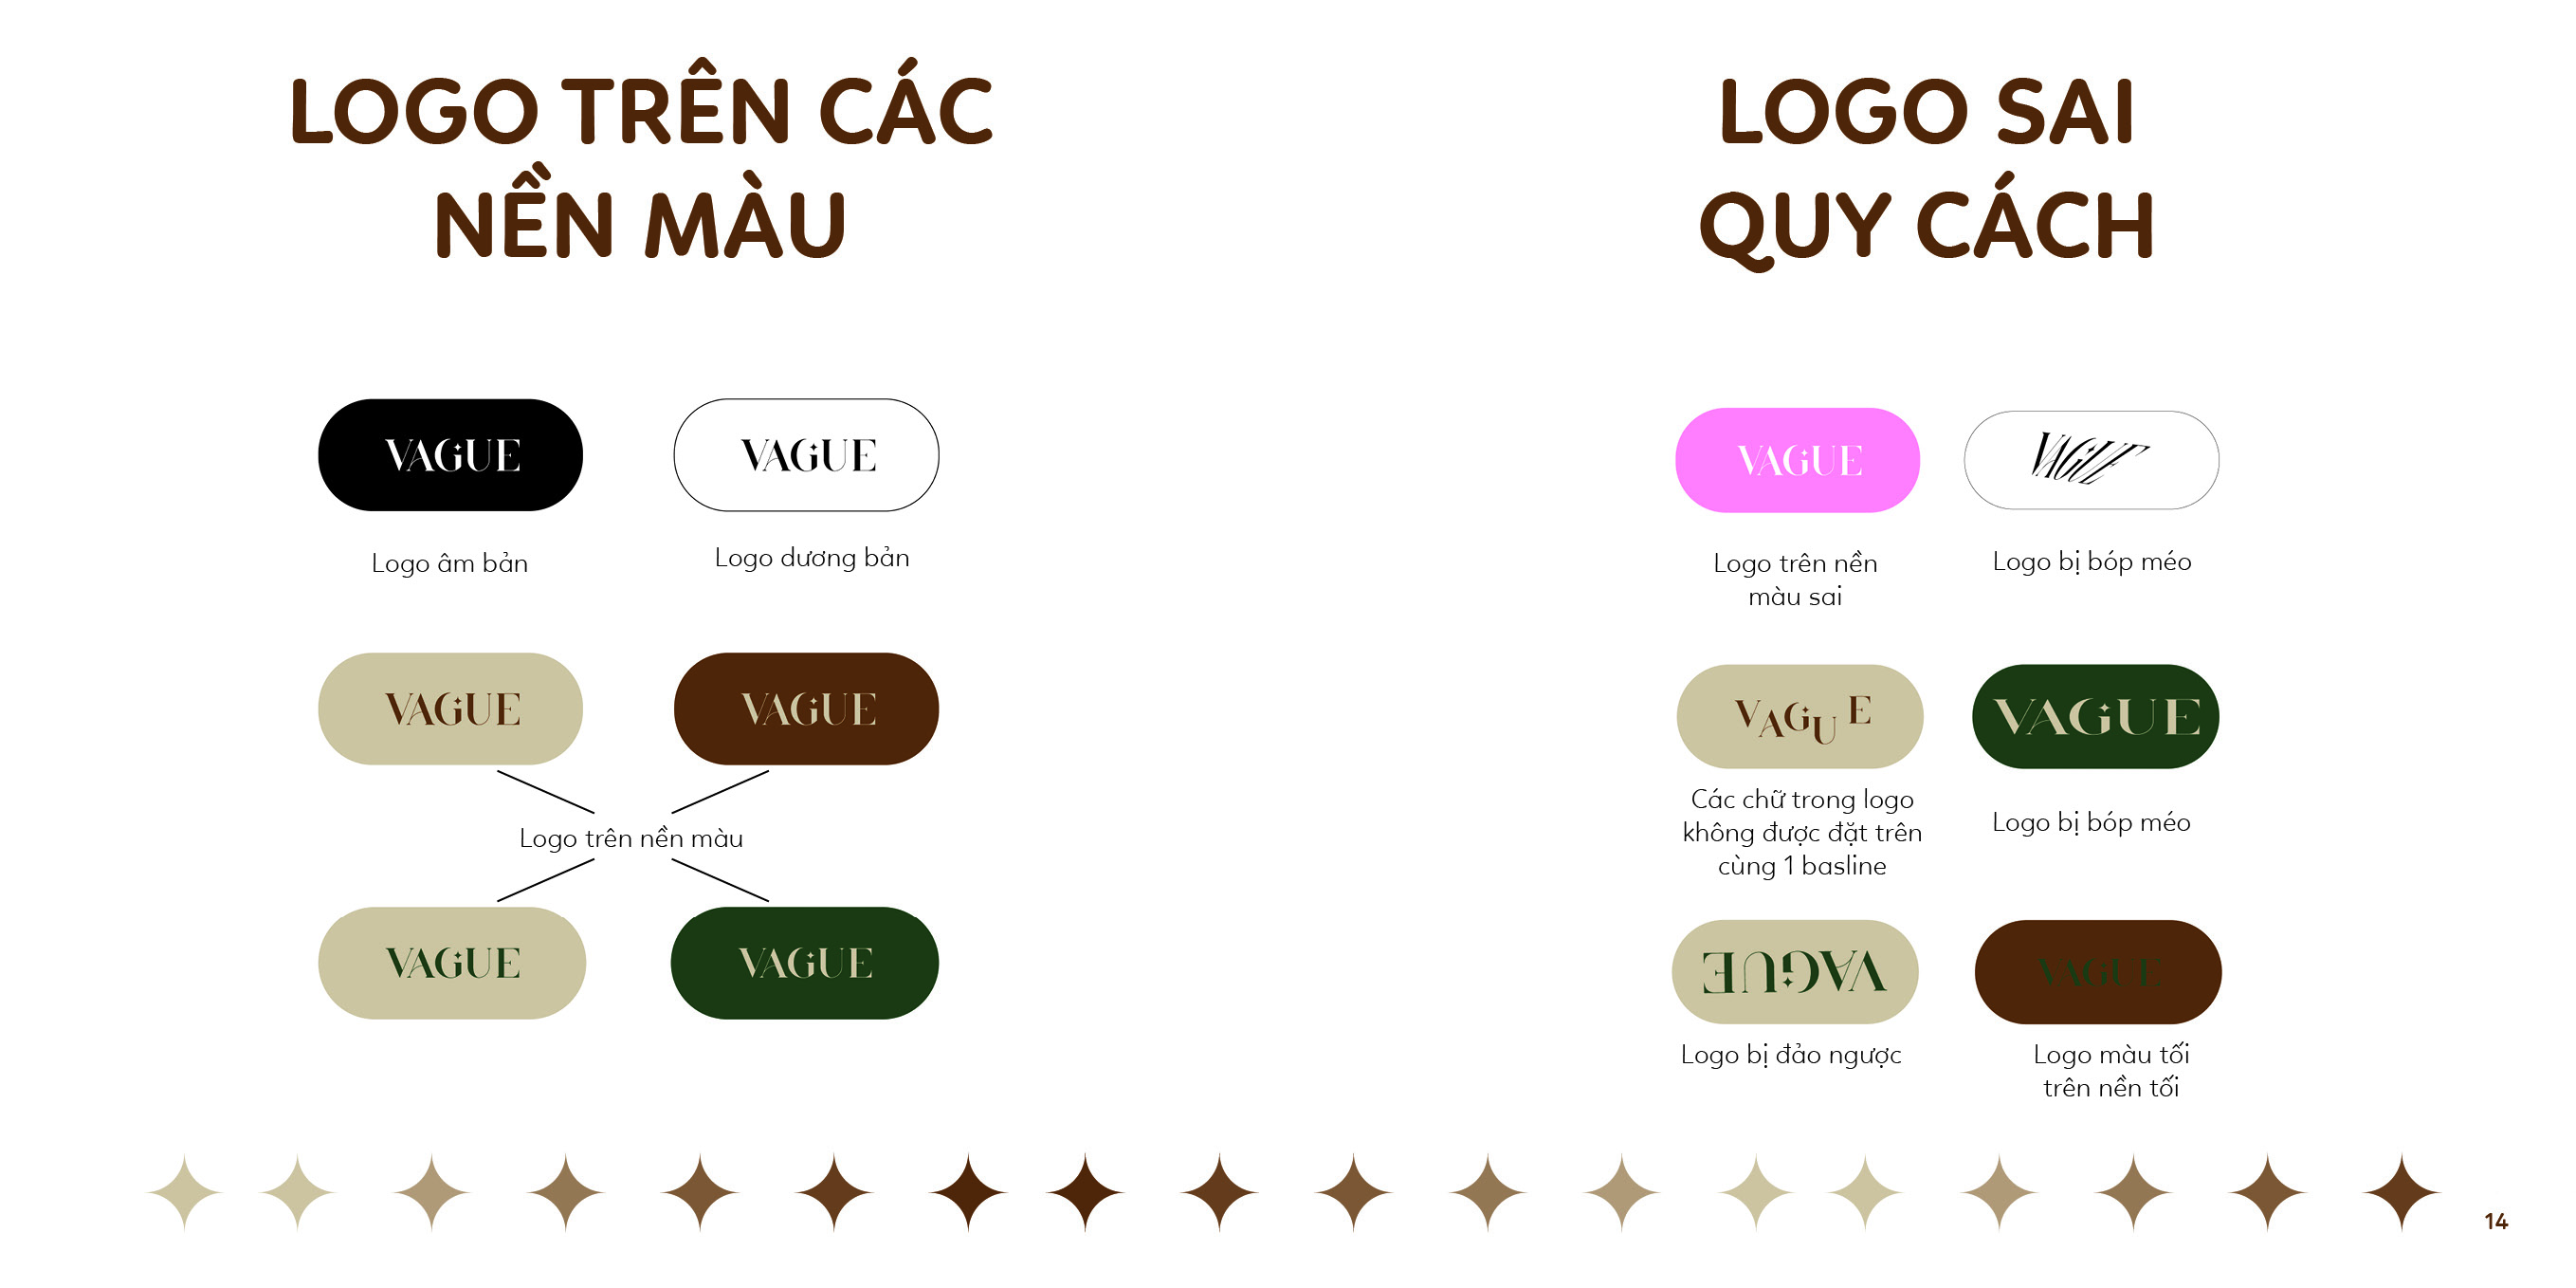 LOGO TRÊN CÁC
NỀN MÀU
VAGUE
VAGUE
Logo âm bản
Logo dương bản
VAGUE
VAGUE
Logo trên nền màu
VAGUE
VAGUE
LOGO SAI
QUY CÁCH
VAGUE
VAGUE
Logo trên nền
màu sai
Logo bị bóp méo
VAGUE
VAGUE
Các chữ trong logo
không được đặt trên
cùng 1 basline
Logo bị bóp méo
VAGUE
VAGUE
Logo bị đảo ngược
Logo màu tối
trên nền tối
14